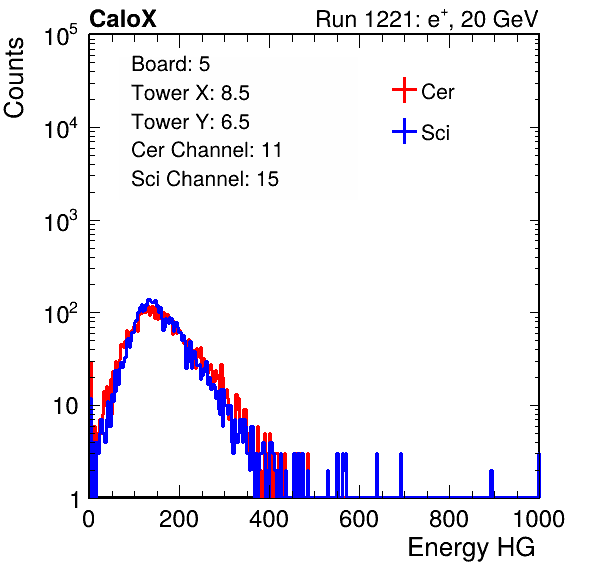 CaloX Run 1221: e⁺, 20 GeV
Counts
Board: 5
Tower X: 8.5
Tower Y: 6.5
Cer Channel: 11
Sci Channel: 15
Cer
Sci
10⁵
10⁴
10³
10²
10
1
0 200 400 600 800 1000
Energy HG